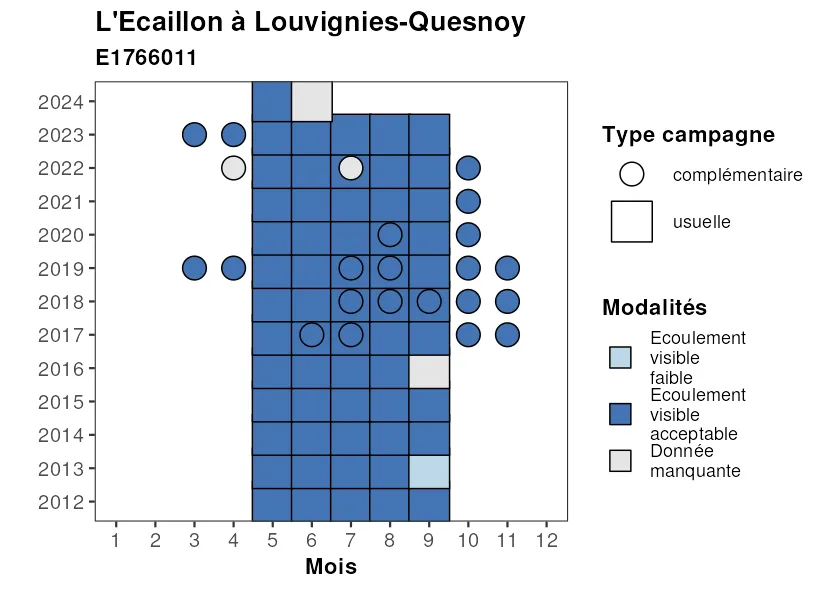 L'Ecaillon à Louvignies-Quesnoy
E1766011
2024
2023
2022
2021
2020
2019
2018
2017
2016
2015
2014
2013
2012
1 2 3 4 5 6 7 8 9 10 11 12
Mois
Type campagne
complémentaire
usuelle
Modalités
Ecoulement
visible
faible
Ecoulement
visible
acceptable
Donnée
manquante